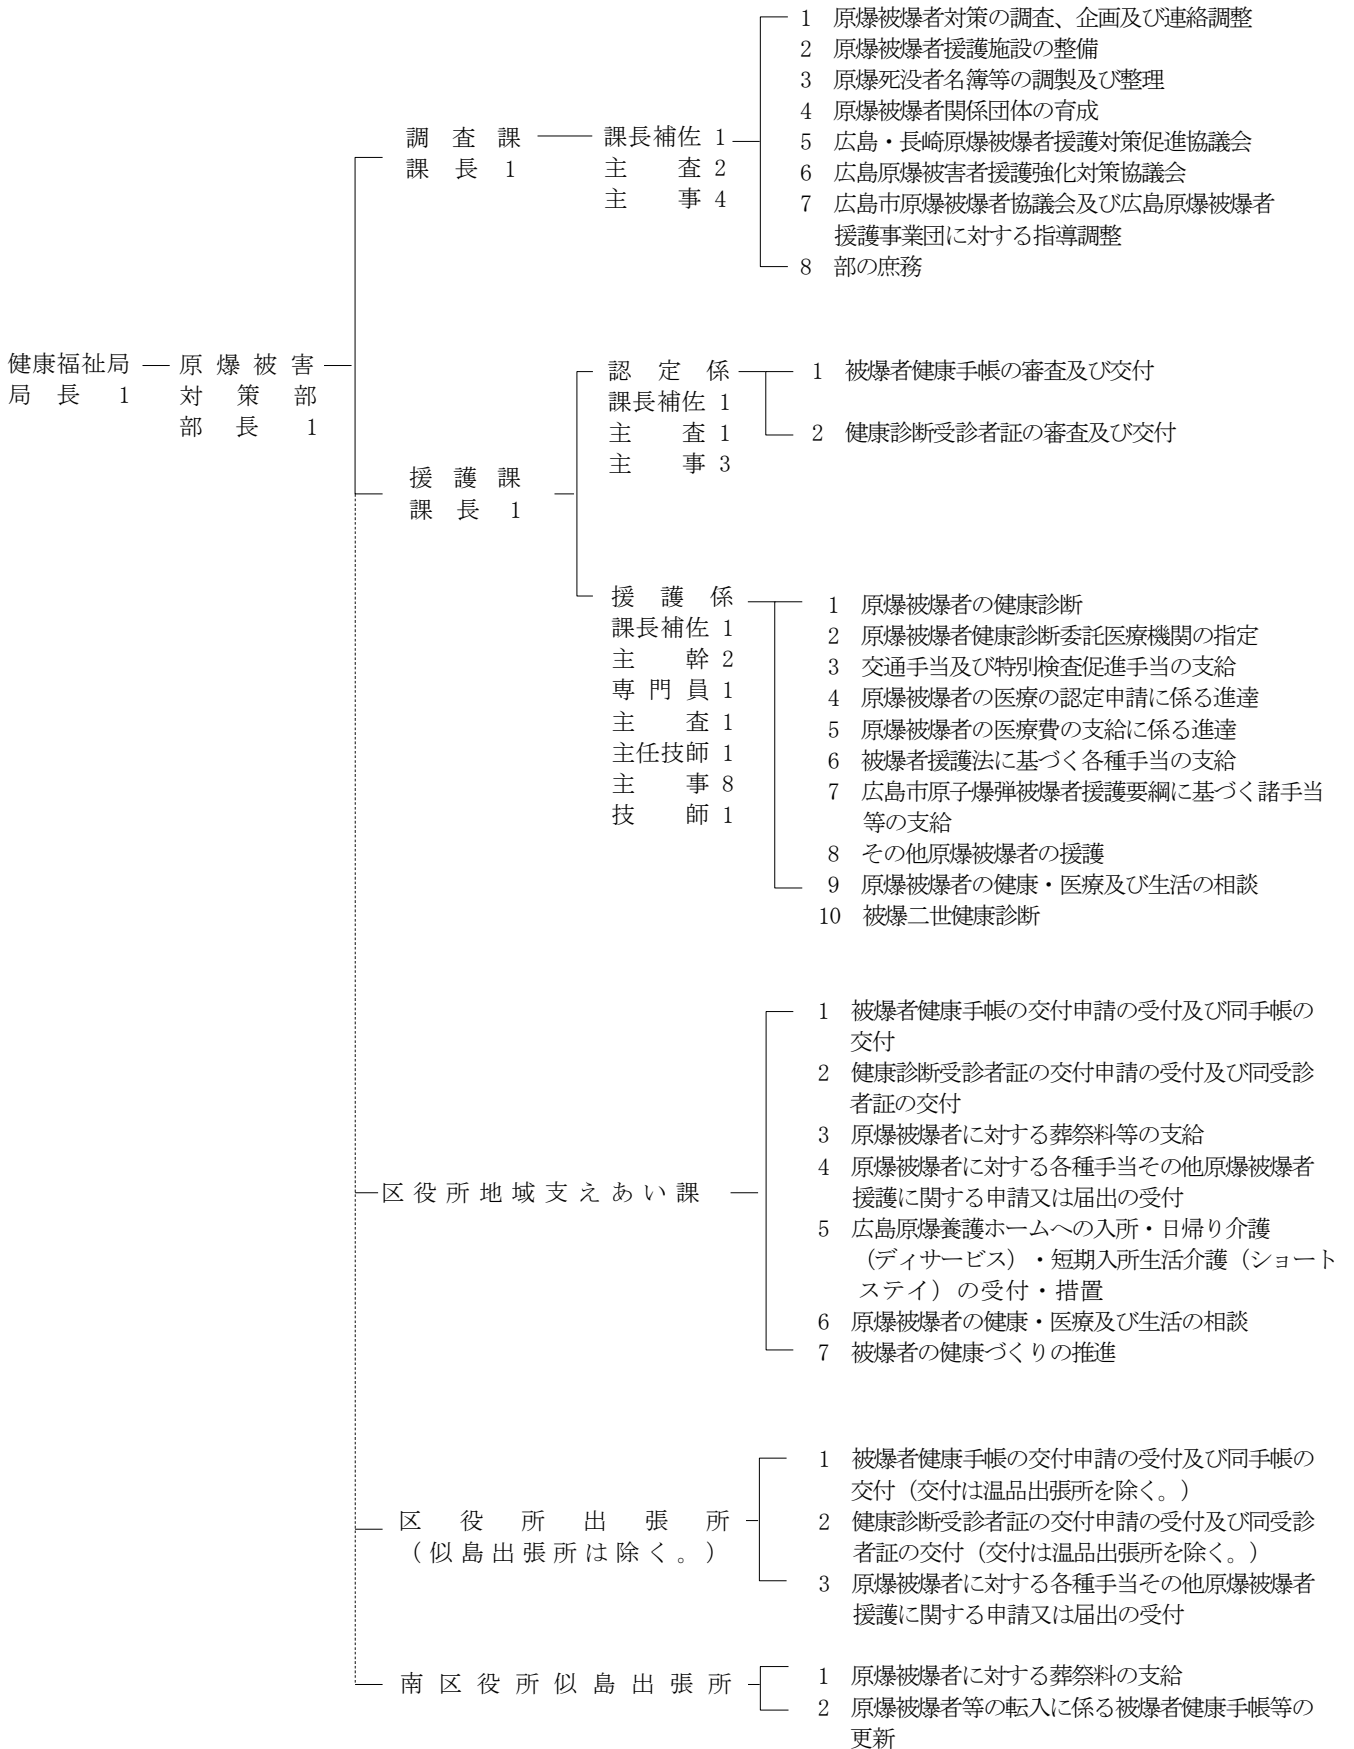 健康福祉局
局長 1
原爆被害
対策部
部長 1
調査課
課長 1
課長補佐 1
主査 2
主事 4
1 原爆被爆者対策の調査、企画及び連絡調整
2 原爆被爆者援護施設の整備
3 原爆死没者名簿等の調製及び整理
4 原爆被爆者関係団体の育成
5 広島・長崎原爆被爆者援護対策促進協議会
6 広島原爆被害者援護強化対策協議会
7 広島市原爆被爆者協議会及び広島原爆被爆者
援護事業団に対する指導調整
8 部の庶務
援護課
課長 1
認定係
課長補佐 1
主査 1
主事 3
1 被爆者健康手帳の審査及び交付
2 健康診断受診者証の審査及び交付
援護係
課長補佐 1
主幹 2
専門員 1
主査 1
主任技師 1
主事 8
技師 1
1 原爆被爆者の健康診断
2 原爆被爆者健康診断委託医療機関の指定
3 交通手当及び特別検査促進手当の支給
4 原爆被爆者の医療の認定申請に係る進達
5 原爆被爆者の医療費の支給に係る進達
6 被爆者援護法に基づく各種手当の支給
7 広島市原子爆弾被爆者援護要綱に基づく諸手当
等の支給
8 その他原爆被爆者の援護
9 原爆被爆者の健康・医療及び生活の相談
10 被爆二世健康診断
区役所地域支えあい課
1 被爆者健康手帳の交付申請の受付及び同手帳の
交付
2 健康診断受診者証の交付申請の受付及び同受診
者証の交付
3 原爆被爆者に対する葬祭料等の支給
4 原爆被爆者に対する各種手当その他原爆被爆者
援護に関する申請又は届出の受付
5 広島原爆養護ホームへの入所・日帰り介護
（ディサービス）・短期入所生活介護（ショート
ステイ）の受付・措置
6 原爆被爆者の健康・医療及び生活の相談
7 被爆者の健康づくりの推進
区役所出張所
（似島出張所は除く。）
1 被爆者健康手帳の交付申請の受付及び同手帳の
交付（交付は温品出張所を除く。）
2 健康診断受診者証の交付申請の受付及び同受診
者証の交付（交付は温品出張所を除く。）
3 原爆被爆者に対する各種手当その他原爆被爆者
援護に関する申請又は届出の受付
南区役所似島出張所
1 原爆被爆者に対する葬祭料の支給
2 原爆被爆者等の転入に係る被爆者健康手帳等の
更新